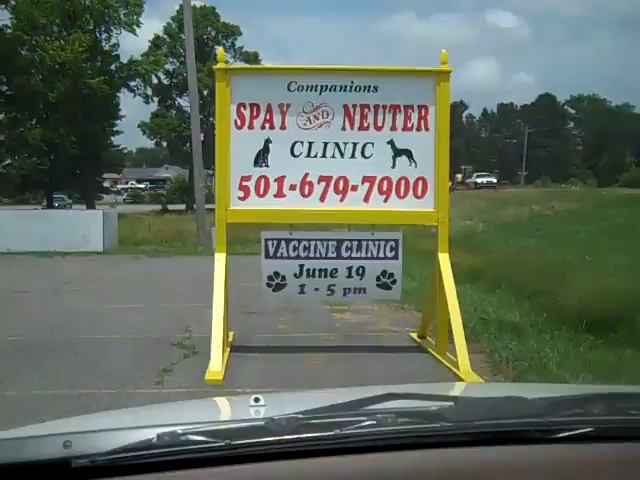 Companions
SPAY AND NEUTER
CLINIC
501-679-7900
VACCINE CLINIC
June 19
1 - 5 pm